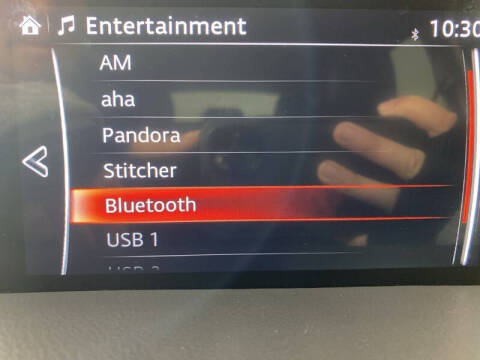 Entertainment
10:30
AM
aha
Pandora
Stitcher
Bluetooth
USB 1